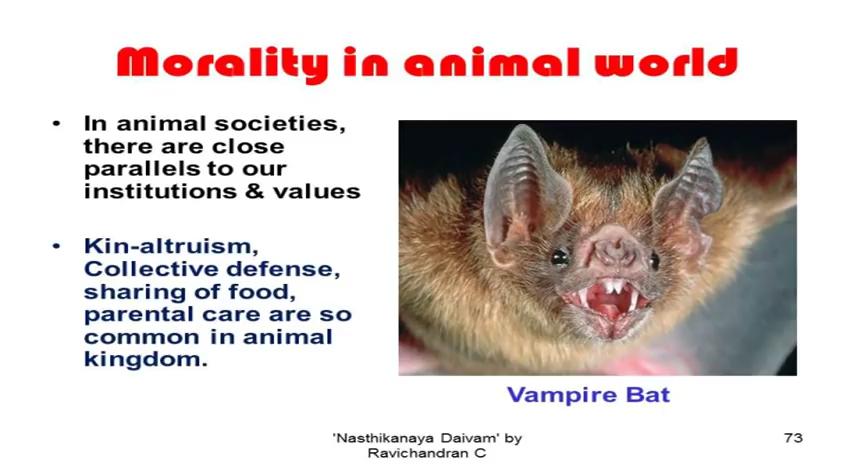 Morality in animal world
• In animal societies,
there are close
parallels to our
institutions & values
• Kin-altruism,
Collective defense,
sharing of food,
parental care are so
common in animal
kingdom.
Vampire Bat
'Nasthikanaya Daivam' by
Ravichandran C
73